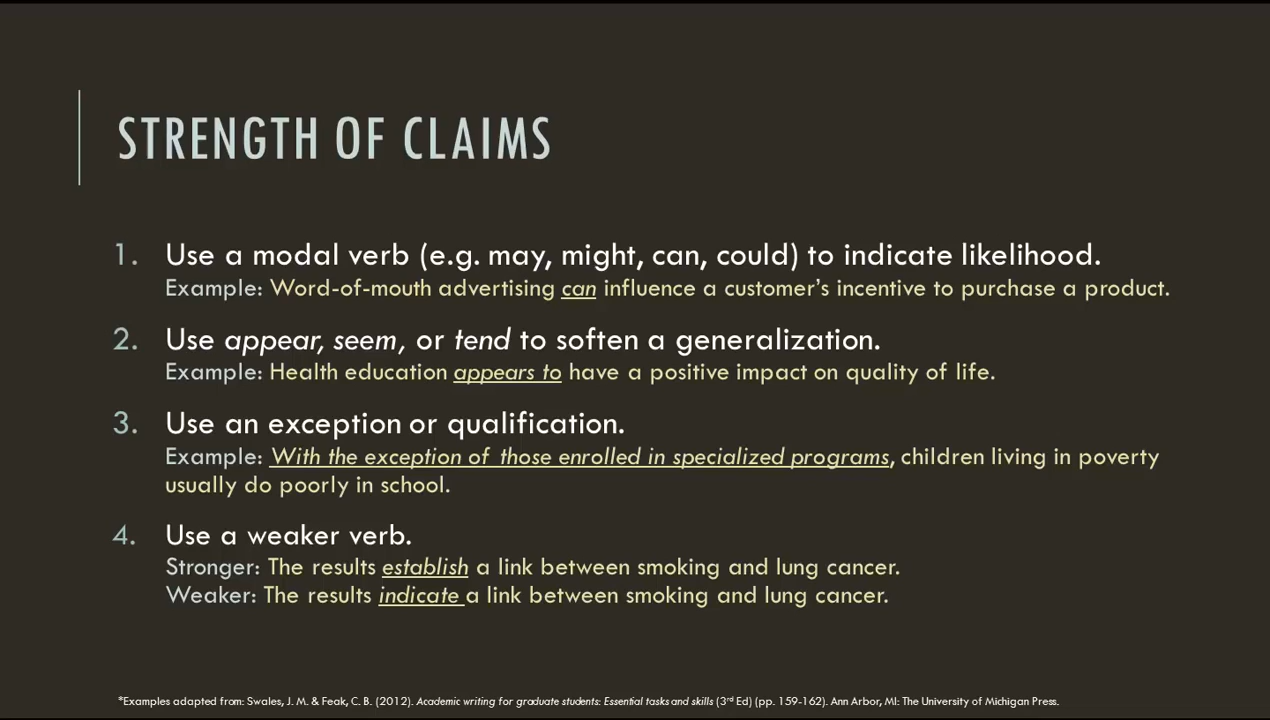 STRENGTH OF CLAIMS
1. Use a modal verb (e.g. may, might, can, could) to indicate likelihood.
Example: Word-of-mouth advertising can influence a customer’s incentive to purchase a product.
2. Use appear, seem, or tend to soften a generalization.
Example: Health education appears to have a positive impact on quality of life.
3. Use an exception or qualification.
Example: With the exception of those enrolled in specialized programs, children living in poverty
usually do poorly in school.
4. Use a weaker verb.
Stronger: The results establish a link between smoking and lung cancer.
Weaker: The results indicate a link between smoking and lung cancer.
*Examples adapted from: Swales, J. M. & Feak, C. B. (2012). Academic writing for graduate students: Essential tasks and skills (3rd Ed) (pp. 159-162). Ann Arbor, MI: The University of Michigan Press.